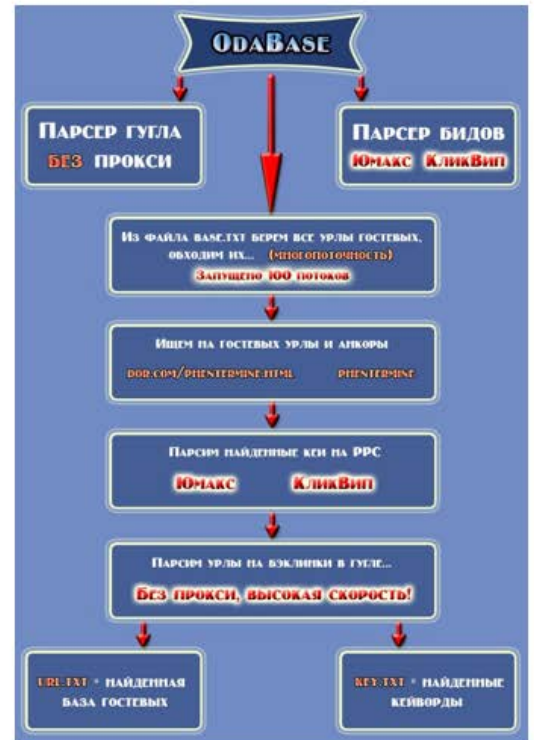 OdaBase
Парсер гугла
без прокси
Парсер бидов
Юмакс КликВип
Из файла base.txt берем все урлы гостевых,
обходим их... (многопоточность)
Запущено 100 потоков
Ищем на гостевых урлы и анкоры
dor.com/phentermine.html phentermine
Парсим найденные кеи на PPC
Юмакс КликВип
Парсим урлы на бэклинки в гугле...
Без прокси, высокая скорость!
url.txt * найденная
база гостевых
key.txt * найденные
кейворды